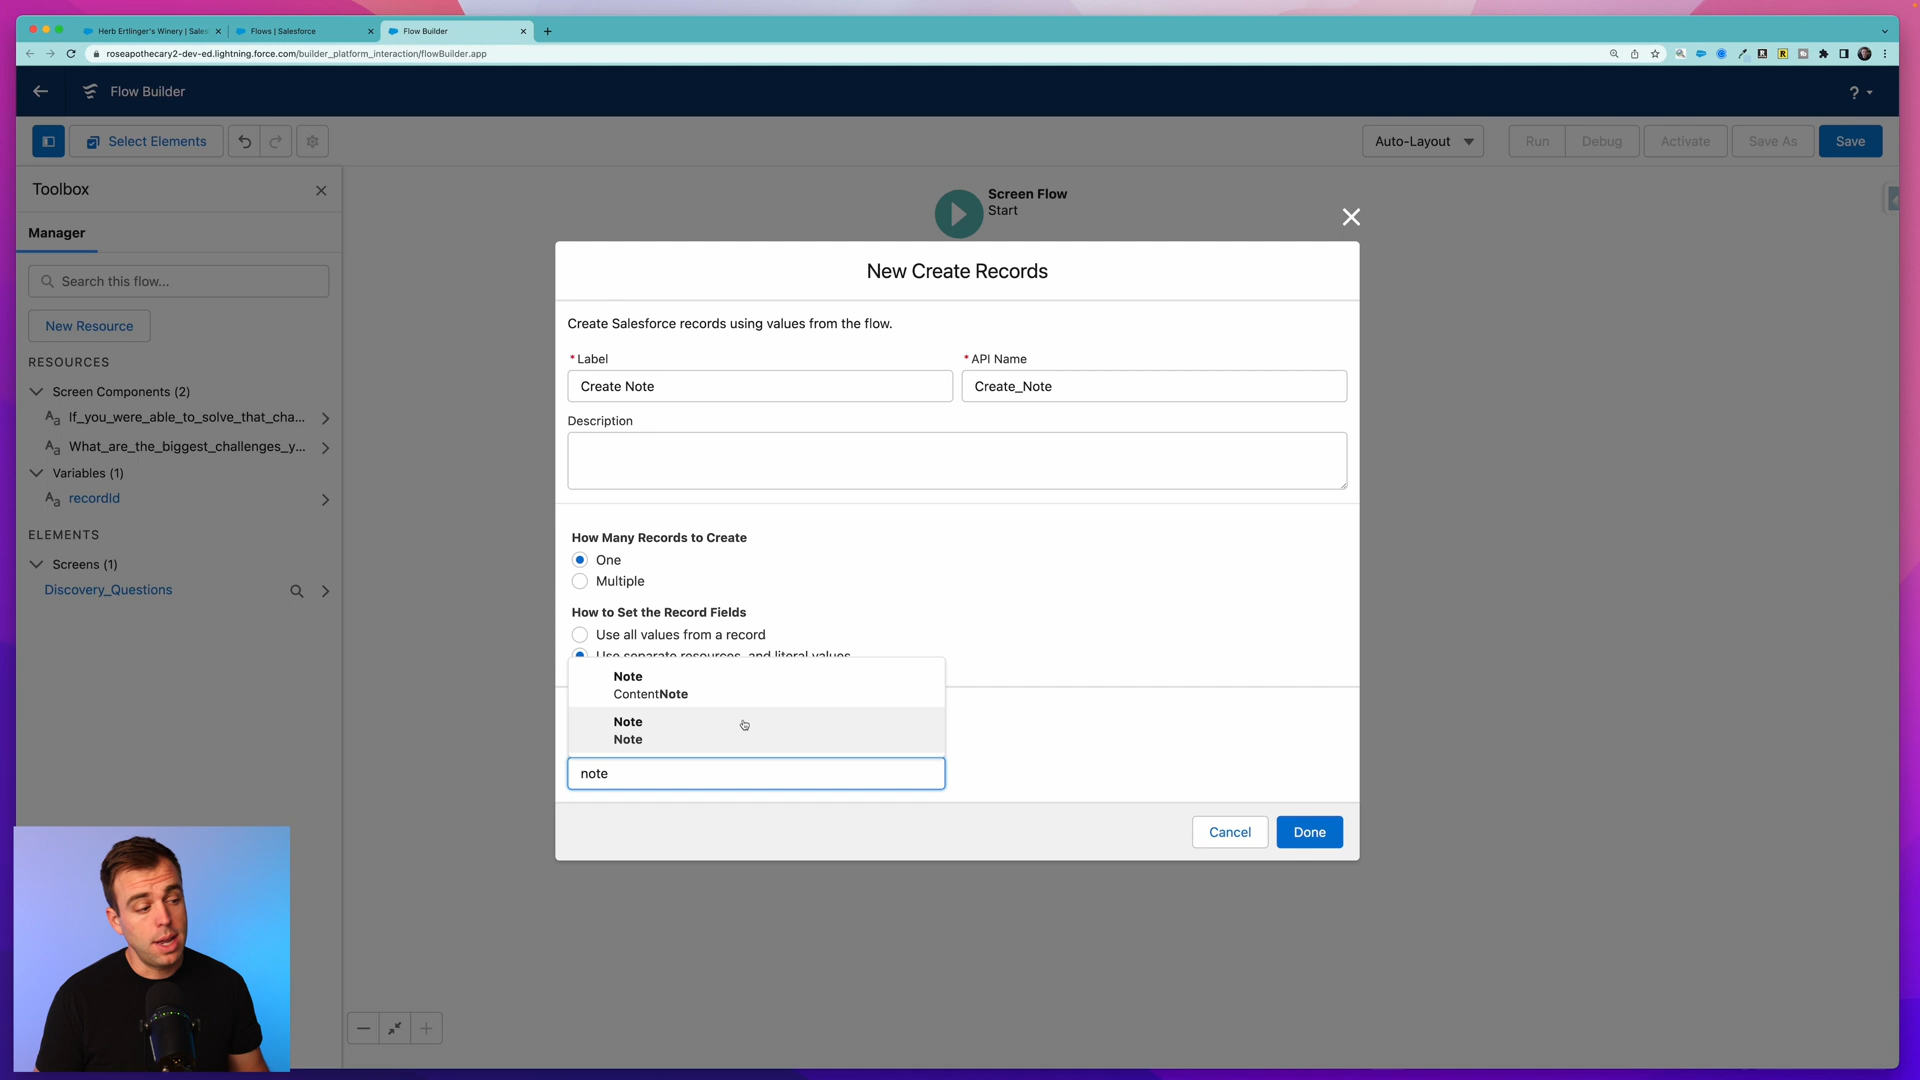 Herb Ertlinger's Winery | Sales
Flows | Salesforce
Flow Builder
roseapothecary2-dev-ed.lightning.force.com/builder_platform_interaction/flowBuilder.app
Flow Builder
?
Select Elements
Auto-Layout
Run
Debug
Activate
Save As
Save
Toolbox
Manager
Search this flow...
New Resource
RESOURCES
Screen Components (2)
Aa If_you_were_able_to_solve_that_cha...
Aa What_are_the_biggest_challenges_y...
Variables (1)
Aa recordId
ELEMENTS
Screens (1)
Discovery_Questions
Screen Flow
Start
New Create Records
Create Salesforce records using values from the flow.
* Label
* API Name
Create Note
Create_Note
Description
How Many Records to Create
One
Multiple
How to Set the Record Fields
Use all values from a record
Use separate resources, and literal values
Note
ContentNote
Note
Note
note
Cancel
Done